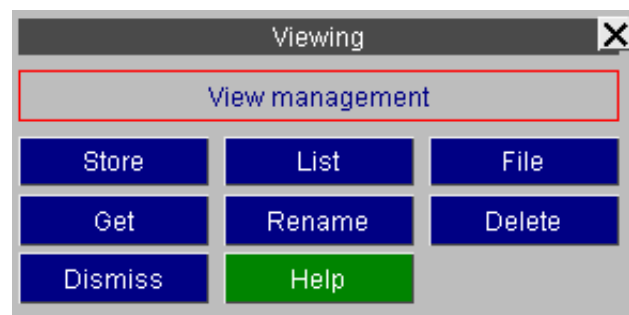 Viewing
View management
Store List File
Get Rename Delete
Dismiss Help